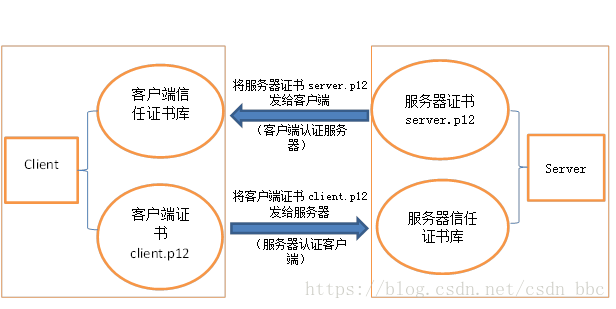 Client
客户端信
任证书库
客户端证
书
client.p12
将服务器证书 server.p12
发给客户端
（客户端认证服务
器）
将客户端证书 client.p12
发给服务器
（服务器认证客户
端）
服务器证书
server.p12
服务器信任
证书库
Server
https://blog.csdn.net/csdn_bbc